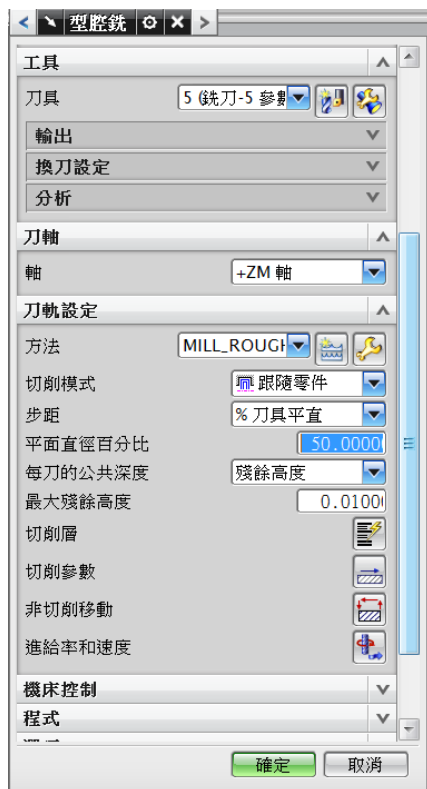 型腔銑
工具
刀具 5 (銑刀-5 參數
輸出
換刀設定
分析
刀軸
軸 +ZM 軸
刀軌設定
方法 MILL_ROUGH
切削模式 跟隨零件
步距 % 刀具平直
平面直徑百分比 50.0000
每刀的公共深度 殘餘高度
最大殘餘高度 0.0100
切削層
切削參數
非切削移動
進給率和速度
機床控制
程式
確定 取消